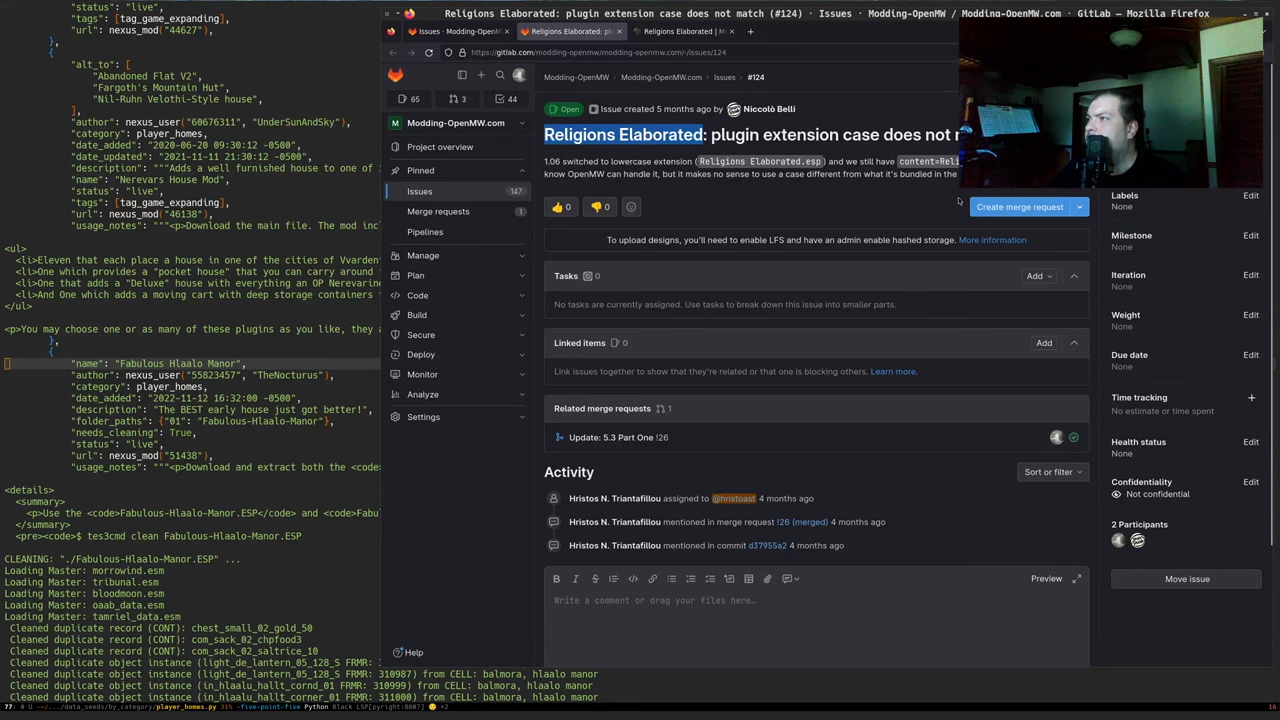 "status": "live",
"tags": [tag_game_expanding],
"url": nexus_mod("44627"),
},
{
"alt_to": [
"Abandoned Flat V2",
"Fargoth's Mountain Hut",
"Nil-Ruhn Velothi-Style house",
],
"author": nexus_user("60676311", "UnderSunAndSky"),
"category": player_homes,
"date_added": "2020-06-20 09:30:12 -0500",
"date_updated": "2021-11-11 21:30:12 -0500",
"description": "Adds a well furnished house to one of
"name": "Nerevars House Mod",
"status": "live",
"tags": [tag_game_expanding],
"url": nexus_mod("46138"),
"usage_notes": """<p>Download the main file. The mod inc
<ul>
<li>Eleven that each place a house in one of the cities of Vvarden
<li>One which provides a "pocket house" that you can carry around
<li>One that adds a "Deluxe" house with everything an OP Nerevarine
<li>And One which adds a moving cart with deep storage containers
</ul>
<p>You may choose one or as many of these plugins as you like, they a
},
{
"name": "Fabulous Hlaalo Manor",
"author": nexus_user("55823457", "TheNocturus"),
"category": player_homes,
"date_added": "2022-11-12 16:32:00 -0500",
"description": "The BEST early house just got better!",
"folder_paths": {"01": "Fabulous-Hlaalo-Manor"},
"needs_cleaning": True,
"status": "live",
"url": nexus_mod("51438"),
"usage_notes": """<p>Download and extract both the <code>
<details>
<summary>
<p>Use the <code>Fabulous-Hlaalo-Manor.ESP</code> and <code>Fabu
</summary>
<pre><code>$ tes3cmd clean Fabulous-Hlaalo-Manor.ESP
CLEANING: "./Fabulous-Hlaalo-Manor.ESP" ...
Loading Master: morrowind.esm
Loading Master: tribunal.esm
Loading Master: bloodmoon.esm
Loading Master: oaab_data.esm
Loading Master: tamriel_data.esm
Cleaned duplicate record (CONT): chest_small_02_gold_50
Cleaned duplicate record (CONT): com_sack_02_chpfood3
Cleaned duplicate record (CONT): com_sack_02_saltrice_10
Cleaned duplicate object instance (light_de_lantern_05_128_S FRMR:
Cleaned duplicate object instance (light_de_lantern_05_128_S FRMR: 310987) from CELL: balmora, hlaalo manor
Cleaned duplicate object instance (in_hlaalu_hallt_cornd_01 FRMR: 310999) from CELL: balmora, hlaalo manor
Cleaned duplicate object instance (in_hlaalu_hallt_corner_01 FRMR: 311000) from CELL: balmora, hlaalo manor
player_homes.py 31% -five-point-five Python Black LSP[pyright:8807] +2
16
Religions Elaborated: plugin extension case does not match (#124) · Issues · Modding-OpenMW / Modding-OpenMW.com · GitLab — Mozilla Firefox
Issues · Modding-OpenMW
Religions Elaborated: plu
Religions Elaborated | M
https://gitlab.com/modding-openmw/modding-openmw.com/-/issues/124
65
3
44
Modding-OpenMW.com
Project overview
Pinned
Issues
147
Merge requests
1
Pipelines
Manage
Plan
Code
Build
Secure
Deploy
Monitor
Analyze
Settings
Help
Modding-OpenMW
Modding-OpenMW.com
Issues
#124
Open
Issue created 5 months ago by
Niccolò Belli
Religions Elaborated: plugin extension case does not
1.06 switched to lowercase extension (Religions Elaborated.esp) and we still have content=Reli
know OpenMW can handle it, but it makes no sense to use a case different from what it's bundled in the
👍 0
👎 0
Create merge request
To upload designs, you'll need to enable LFS and have an admin enable hashed storage. More information
Tasks
0
Add
No tasks are currently assigned. Use tasks to break down this issue into smaller parts.
Linked items
0
Add
Link issues together to show that they're related or that one is blocking others. Learn more.
Related merge requests
1
Update: 5.3 Part One !26
Activity
Sort or filter
Hristos N. Triantafillou assigned to @hristoast 4 months ago
Hristos N. Triantafillou mentioned in merge request !26 (merged) 4 months ago
Hristos N. Triantafillou mentioned in commit d37955a2 4 months ago
Preview
Write a comment or drag your files here…
Labels
Edit
None
Milestone
Edit
None
Iteration
Edit
None
Weight
Edit
None
Due date
Edit
None
Time tracking
No estimate or time spent
Health status
Edit
None
Confidentiality
Edit
Not confidential
2 Participants
Move issue